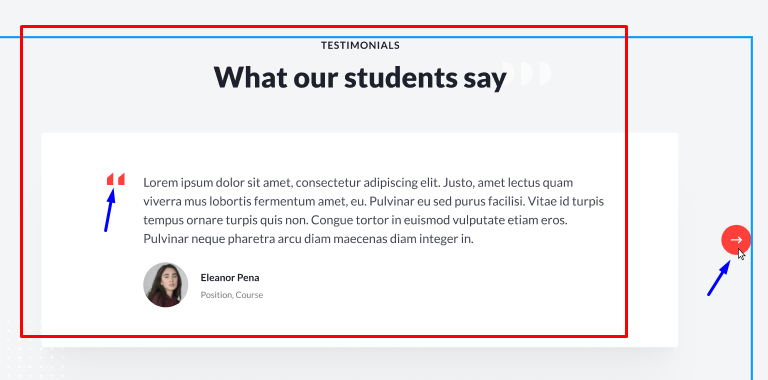 TESTIMONIALS
What our students say
Lorem ipsum dolor sit amet, consectetur adipiscing elit. Justo, amet lectus quam
viverra mus lobortis fermentum amet, eu. Pulvinar eu sed purus facilisi. Vitae id turpis
tempus ornare turpis quis non. Congue tortor in euismod vulputate etiam eros.
Pulvinar neque pharetra arcu diam maecenas diam integer in.
Eleanor Pena
Position, Course